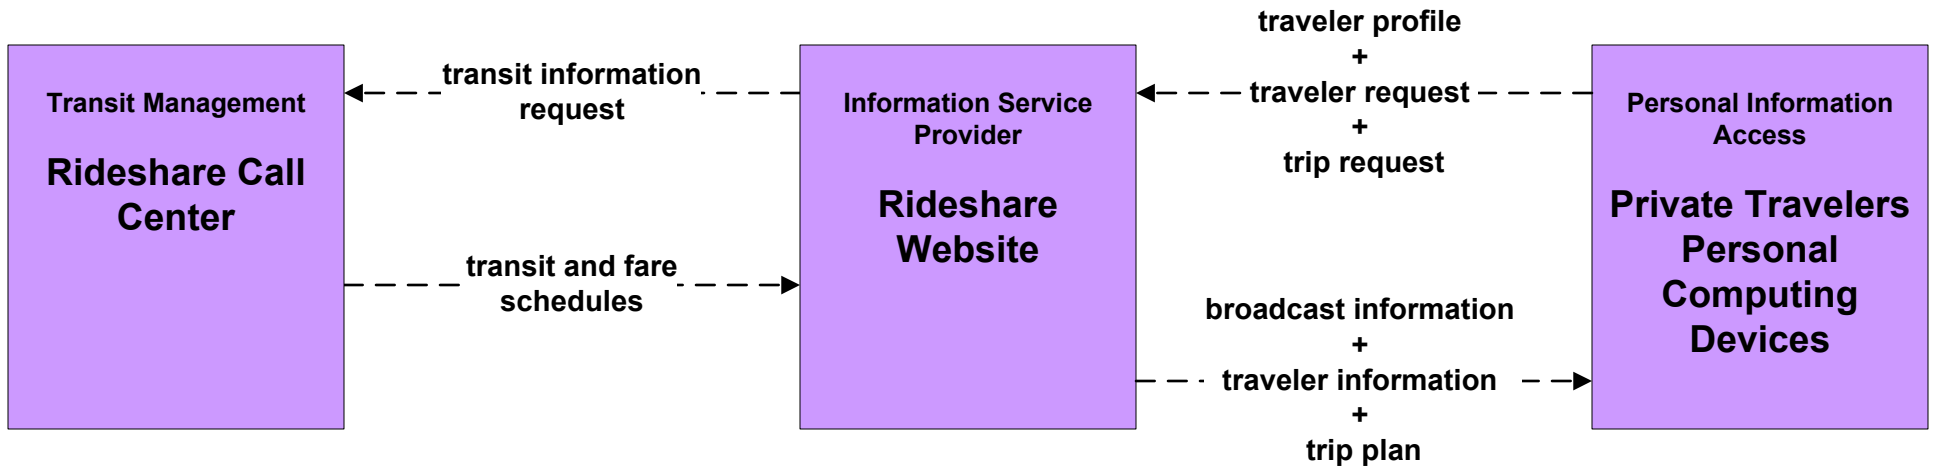 Transit Management
Rideshare Call
Center
transit information
request
transit and fare
schedules
Information Service
Provider
Rideshare
Website
traveler profile
+
traveler request
+
trip request
broadcast information
+
traveler information
+
trip plan
Personal Information
Access
Private Travelers
Personal
Computing
Devices